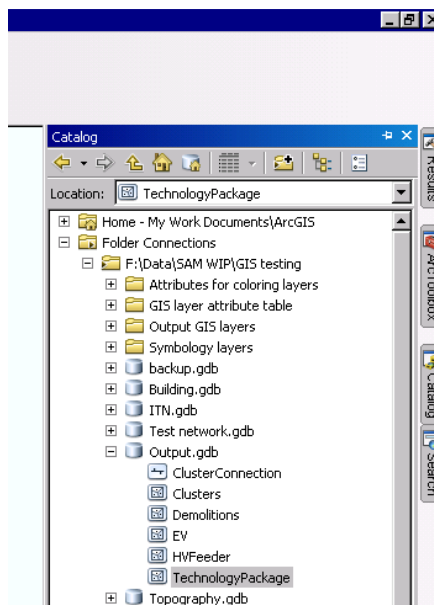 Catalog
Location: TechnologyPackage
Home - My Work Documents\ArcGIS
Folder Connections
F:\Data\SAM WIP\GIS testing
Attributes for coloring layers
GIS layer attribute table
Output GIS layers
Symbology layers
backup.gdb
Building.gdb
ITN.gdb
Test network.gdb
Output.gdb
ClusterConnection
Clusters
Demolitions
EV
HVFeeder
TechnologyPackage
Topography.gdb
Results
ArcToolbox
Catalog
Search